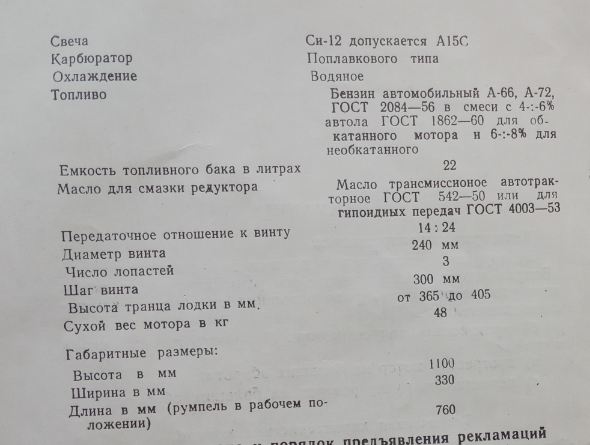 Свеча Си-12 допускается А15С
Карбюратор Поплавкового типа
Охлаждение Водяное
Топливо Бензин автомобильный А-66, А-72,
ГОСТ 2084—56 в смеси с 4-:-6%
автола ГОСТ 1862—60 для об-
катанного мотора и 6-:-8% для
необкатанного
Емкость топливного бака в литрах 22
Масло для смазки редуктора Масло трансмиссионое автотрак-
торное ГОСТ 542—50 или для
гипоидных передач ГОСТ 4003—53
Передаточное отношение к винту 14 : 24
Диаметр винта 240 мм
Число лопастей 3
Шаг винта 300 мм
Высота транца лодки в мм. от 365 до 405
Сухой вес мотора в кг 48
Габаритные размеры:
Высота в мм 1100
Ширина в мм 330
Длина в мм (румпель в рабочем по-
ложении) 760
порядок предъявления рекламаций